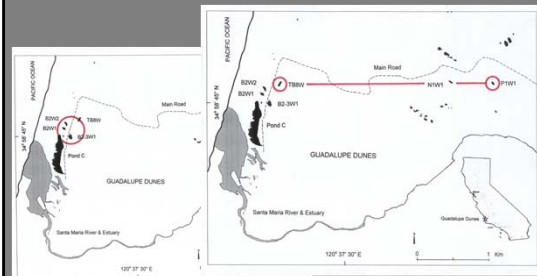 PACIFIC OCEAN
Main Road
B2W2
TB8W
B2W1
B2-3W1
34° 58' 45" N
Pond C
GUADALUPE DUNES
Santa Maria River & Estuary
120° 37' 30" E
PACIFIC OCEAN
Main Road
B2W2
TB8W
N1W1
P1W1
B2W1
B2-3W1
34° 58' 45" N
Pond C
GUADALUPE DUNES
Guadalupe Dunes
Santa Maria River & Estuary
0 1 Km
120° 37' 30" E